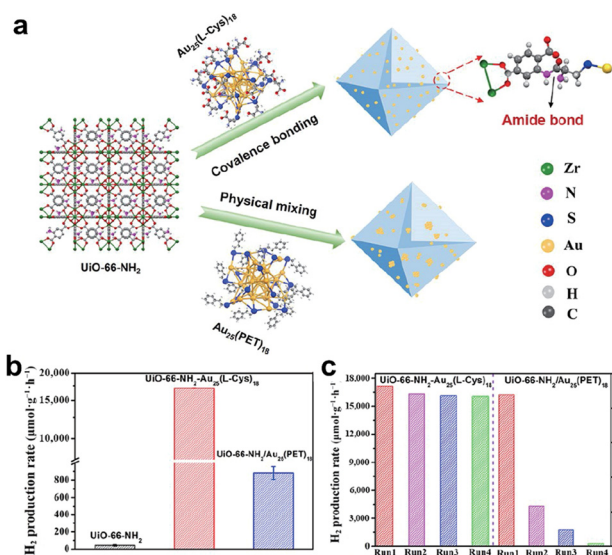 a
Au25(L-Cys)18
Covalence bonding
Amide bond
UiO-66-NH2
Physical mixing
Au25(PET)18
Zr
N
S
Au
O
H
C
b
H2 production rate (μmol·g-1·h-1)
20,000
15,000
10,000
800
600
400
200
0
UiO-66-NH2-Au25(L-Cys)18
UiO-66-NH2/Au25(PET)18
UiO-66-NH2
c
H2 production rate (μmol·g-1·h-1)
18,000
15,000
12,000
9,000
6,000
3,000
0
UiO-66-NH2-Au25(L-Cys)18
UiO-66-NH2/Au25(PET)18
Run1 Run2 Run3 Run4 Run1 Run2 Run3 Run4